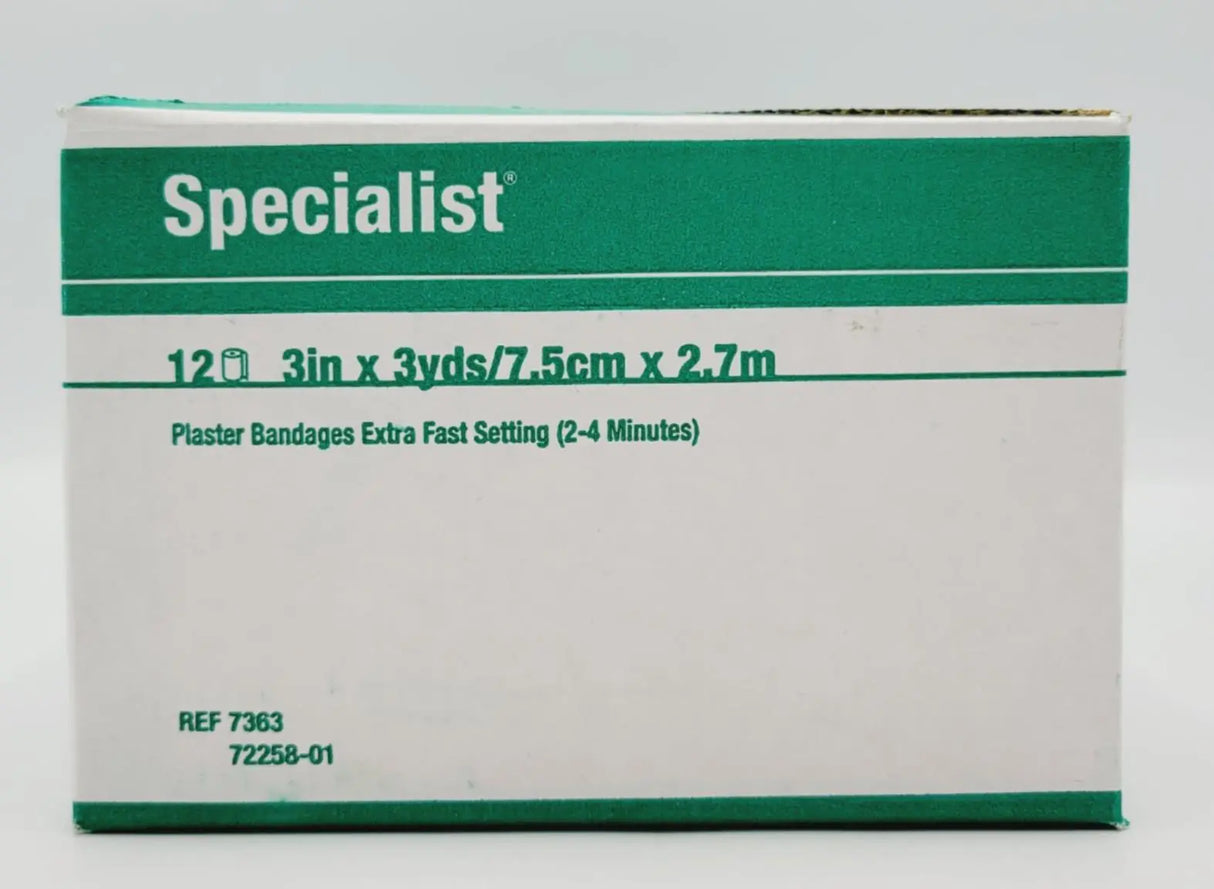 Specialist®
12 3in x 3yds/7.5cm x 2.7m
Plaster Bandages Extra Fast Setting (2-4 Minutes)
REF 7363
72258-01